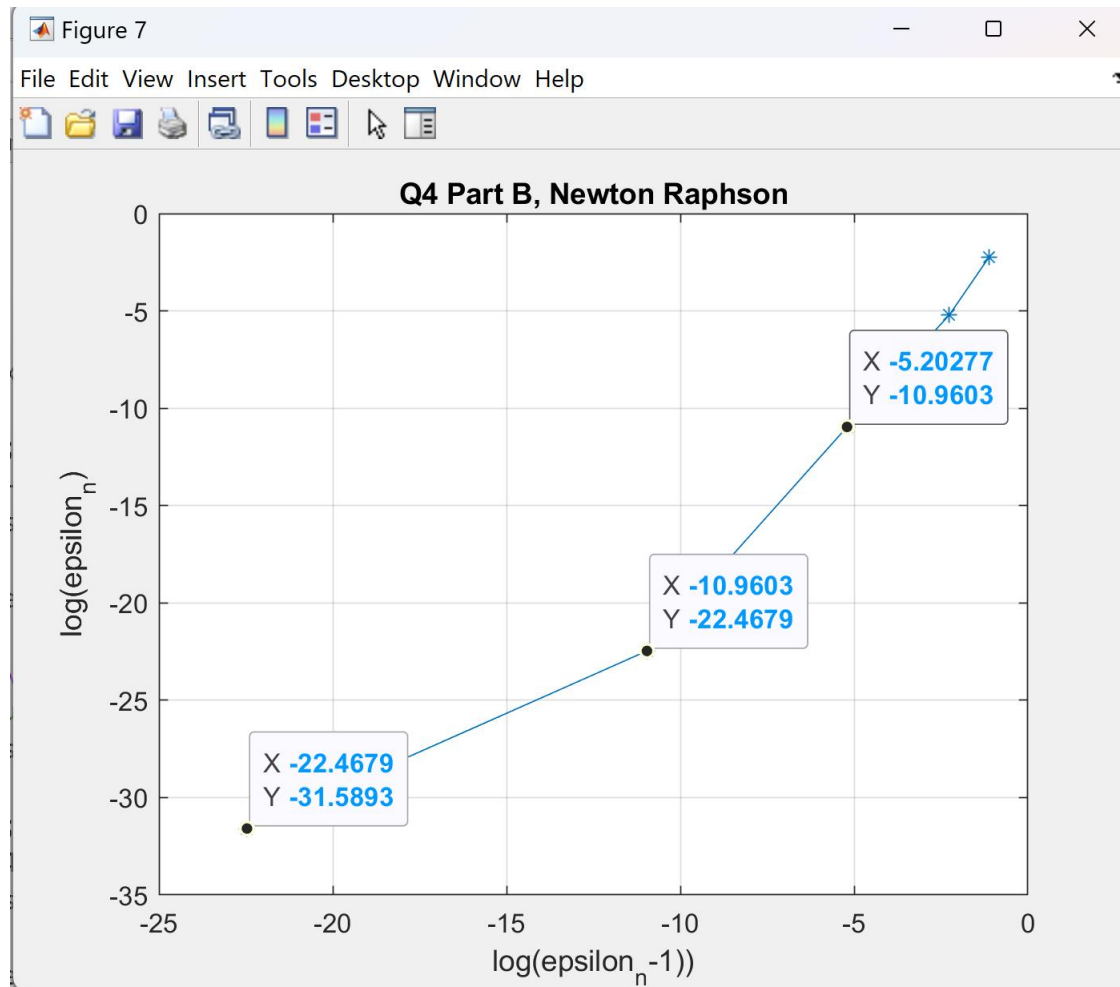 Figure 7
File Edit View Insert Tools Desktop Window Help
Q4 Part B, Newton Raphson
0
-5
X -5.20277
Y -10.9603
-10
-15
log(epsilon_n)
X -10.9603
Y -22.4679
-20
-25
X -22.4679
Y -31.5893
-30
-35
-25 -20 -15 -10 -5 0
log(epsilon_n-1))